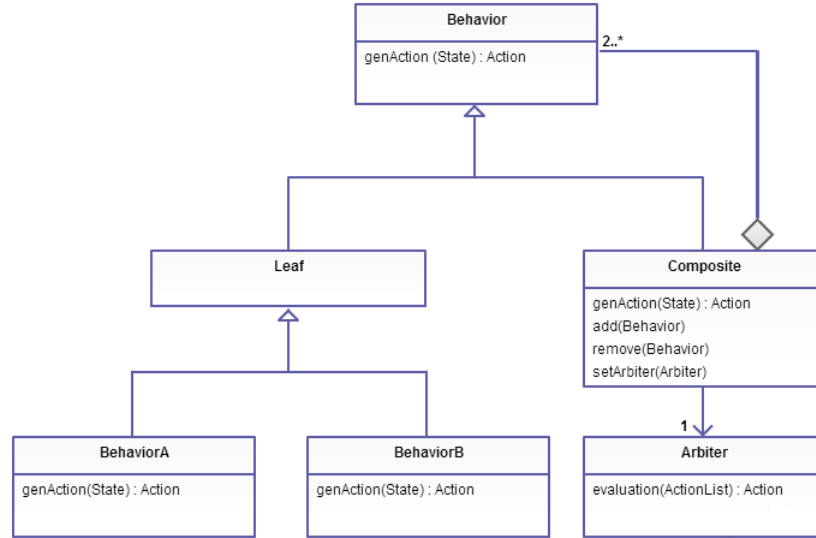 Behavior
genAction (State) : Action
2..*
Leaf
Composite
genAction(State) : Action
add(Behavior)
remove(Behavior)
setArbiter(Arbiter)
1
BehaviorA
genAction(State) : Action
BehaviorB
genAction(State) : Action
Arbiter
evaluation(ActionList) : Action